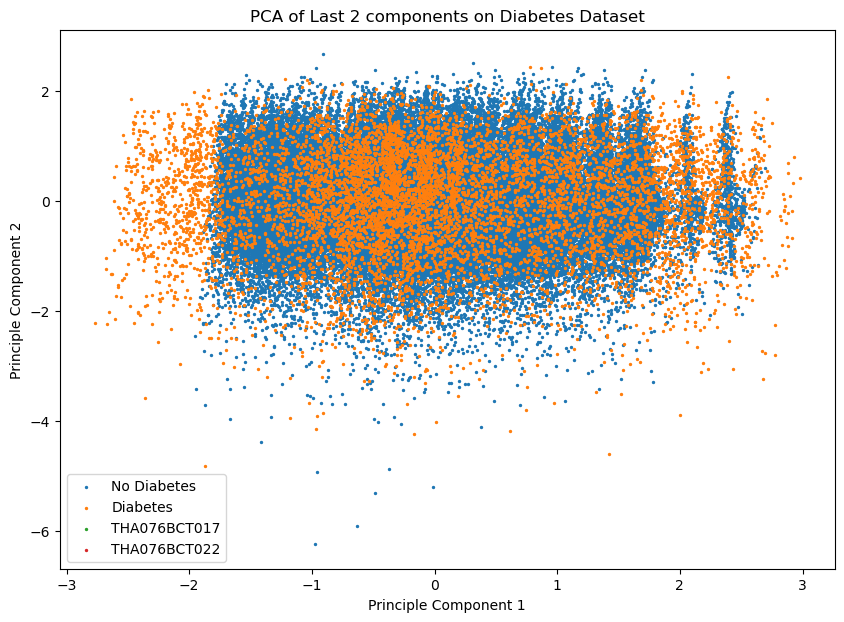 PCA of Last 2 components on Diabetes Dataset
Principle Component 2
2
0
−2
−4
−6
No Diabetes
Diabetes
THA076BCT017
THA076BCT022
−3
−2
−1
0
1
2
3
Principle Component 1